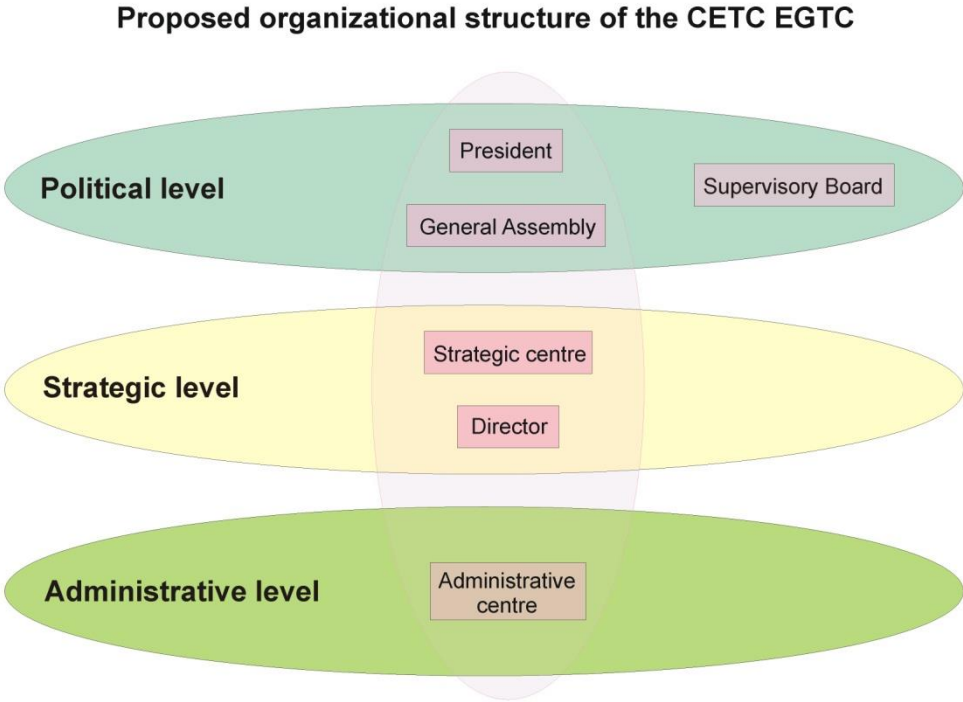 Proposed organizational structure of the CETC EGTC
President
Political level
Supervisory Board
General Assembly
Strategic centre
Strategic level
Director
Administrative level
Administrative
centre